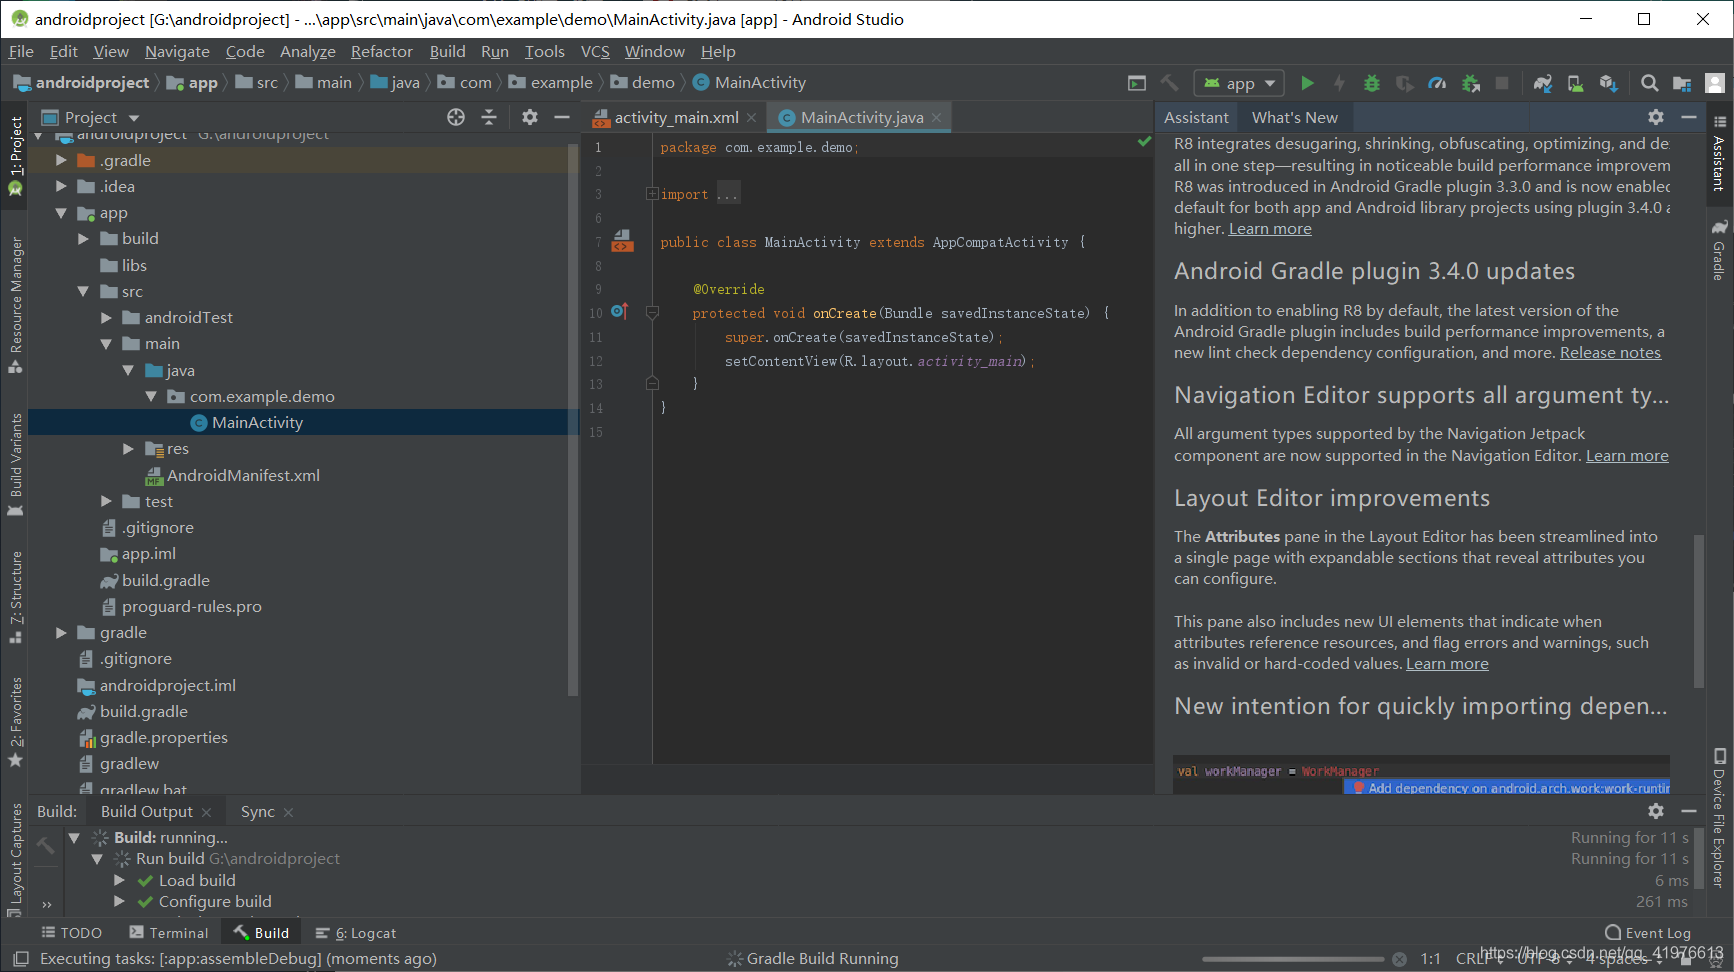 androidproject [G:\androidproject] - ...\app\src\main\java\com\example\demo\MainActivity.java [app] - Android Studio
File Edit View Navigate Code Analyze Refactor Build Run Tools VCS Window Help
androidproject app src main java com example demo MainActivity app
Project
activity_main.xml MainActivity.java
Assistant What's New
androidproject G:\androidproject
.gradle
.idea
app
build
libs
src
androidTest
main
java
com.example.demo
MainActivity
res
AndroidManifest.xml
test
.gitignore
app.iml
build.gradle
proguard-rules.pro
gradle
.gitignore
androidproject.iml
build.gradle
gradle.properties
gradlew
gradlew.bat
1: Project
Resource Manager
Build Variants
7: Structure
2: Favorites
Layout Captures
1 package com.example.demo;
2
3 import ...
6
7 public class MainActivity extends AppCompatActivity {
8
9 @Override
10 protected void onCreate(Bundle savedInstanceState) {
11 super.onCreate(savedInstanceState);
12 setContentView(R.layout.activity_main);
13 }
14 }
15
R8 integrates desugaring, shrinking, obfuscating, optimizing, and de
all in one step—resulting in noticeable build performance improvem
R8 was introduced in Android Gradle plugin 3.3.0 and is now enabled
default for both app and Android library projects using plugin 3.4.0 a
higher. Learn more
Android Gradle plugin 3.4.0 updates
In addition to enabling R8 by default, the latest version of the
Android Gradle plugin includes build performance improvements, a
new lint check dependency configuration, and more. Release notes
Navigation Editor supports all argument ty...
All argument types supported by the Navigation Jetpack
component are now supported in the Navigation Editor. Learn more
Layout Editor improvements
The Attributes pane in the Layout Editor has been streamlined into
a single page with expandable sections that reveal attributes you
can configure.
This pane also includes new UI elements that indicate when
attributes reference resources, and flag errors and warnings, such
as invalid or hard-coded values. Learn more
New intention for quickly importing depen...
val workManager = WorkManager
Add dependency on android.arch.work:work-runtim
Assistant
Gradle
Device File Explorer
Build: Build Output Sync
Build: running... Running for 11 s
Run build G:\androidproject Running for 11 s
Load build 6 ms
Configure build 261 ms
TODO Terminal Build 6: Logcat Event Log
Executing tasks: [:app:assembleDebug] (moments ago) Gradle Build Running 1:1 CRLF UTF-8 4 spaces
https://blog.csdn.net/qq_41976613